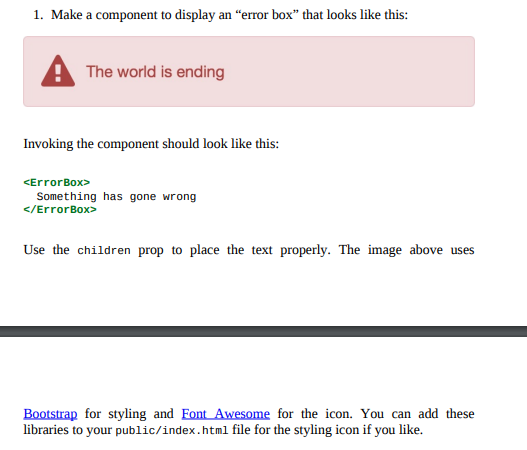 1. Make a component to display an “error box” that looks like this:
The world is ending
Invoking the component should look like this:
<ErrorBox>
Something has gone wrong
</ErrorBox>
Use the children prop to place the text properly. The image above uses
Bootstrap for styling and Font Awesome for the icon. You can add these
libraries to your public/index.html file for the styling icon if you like.